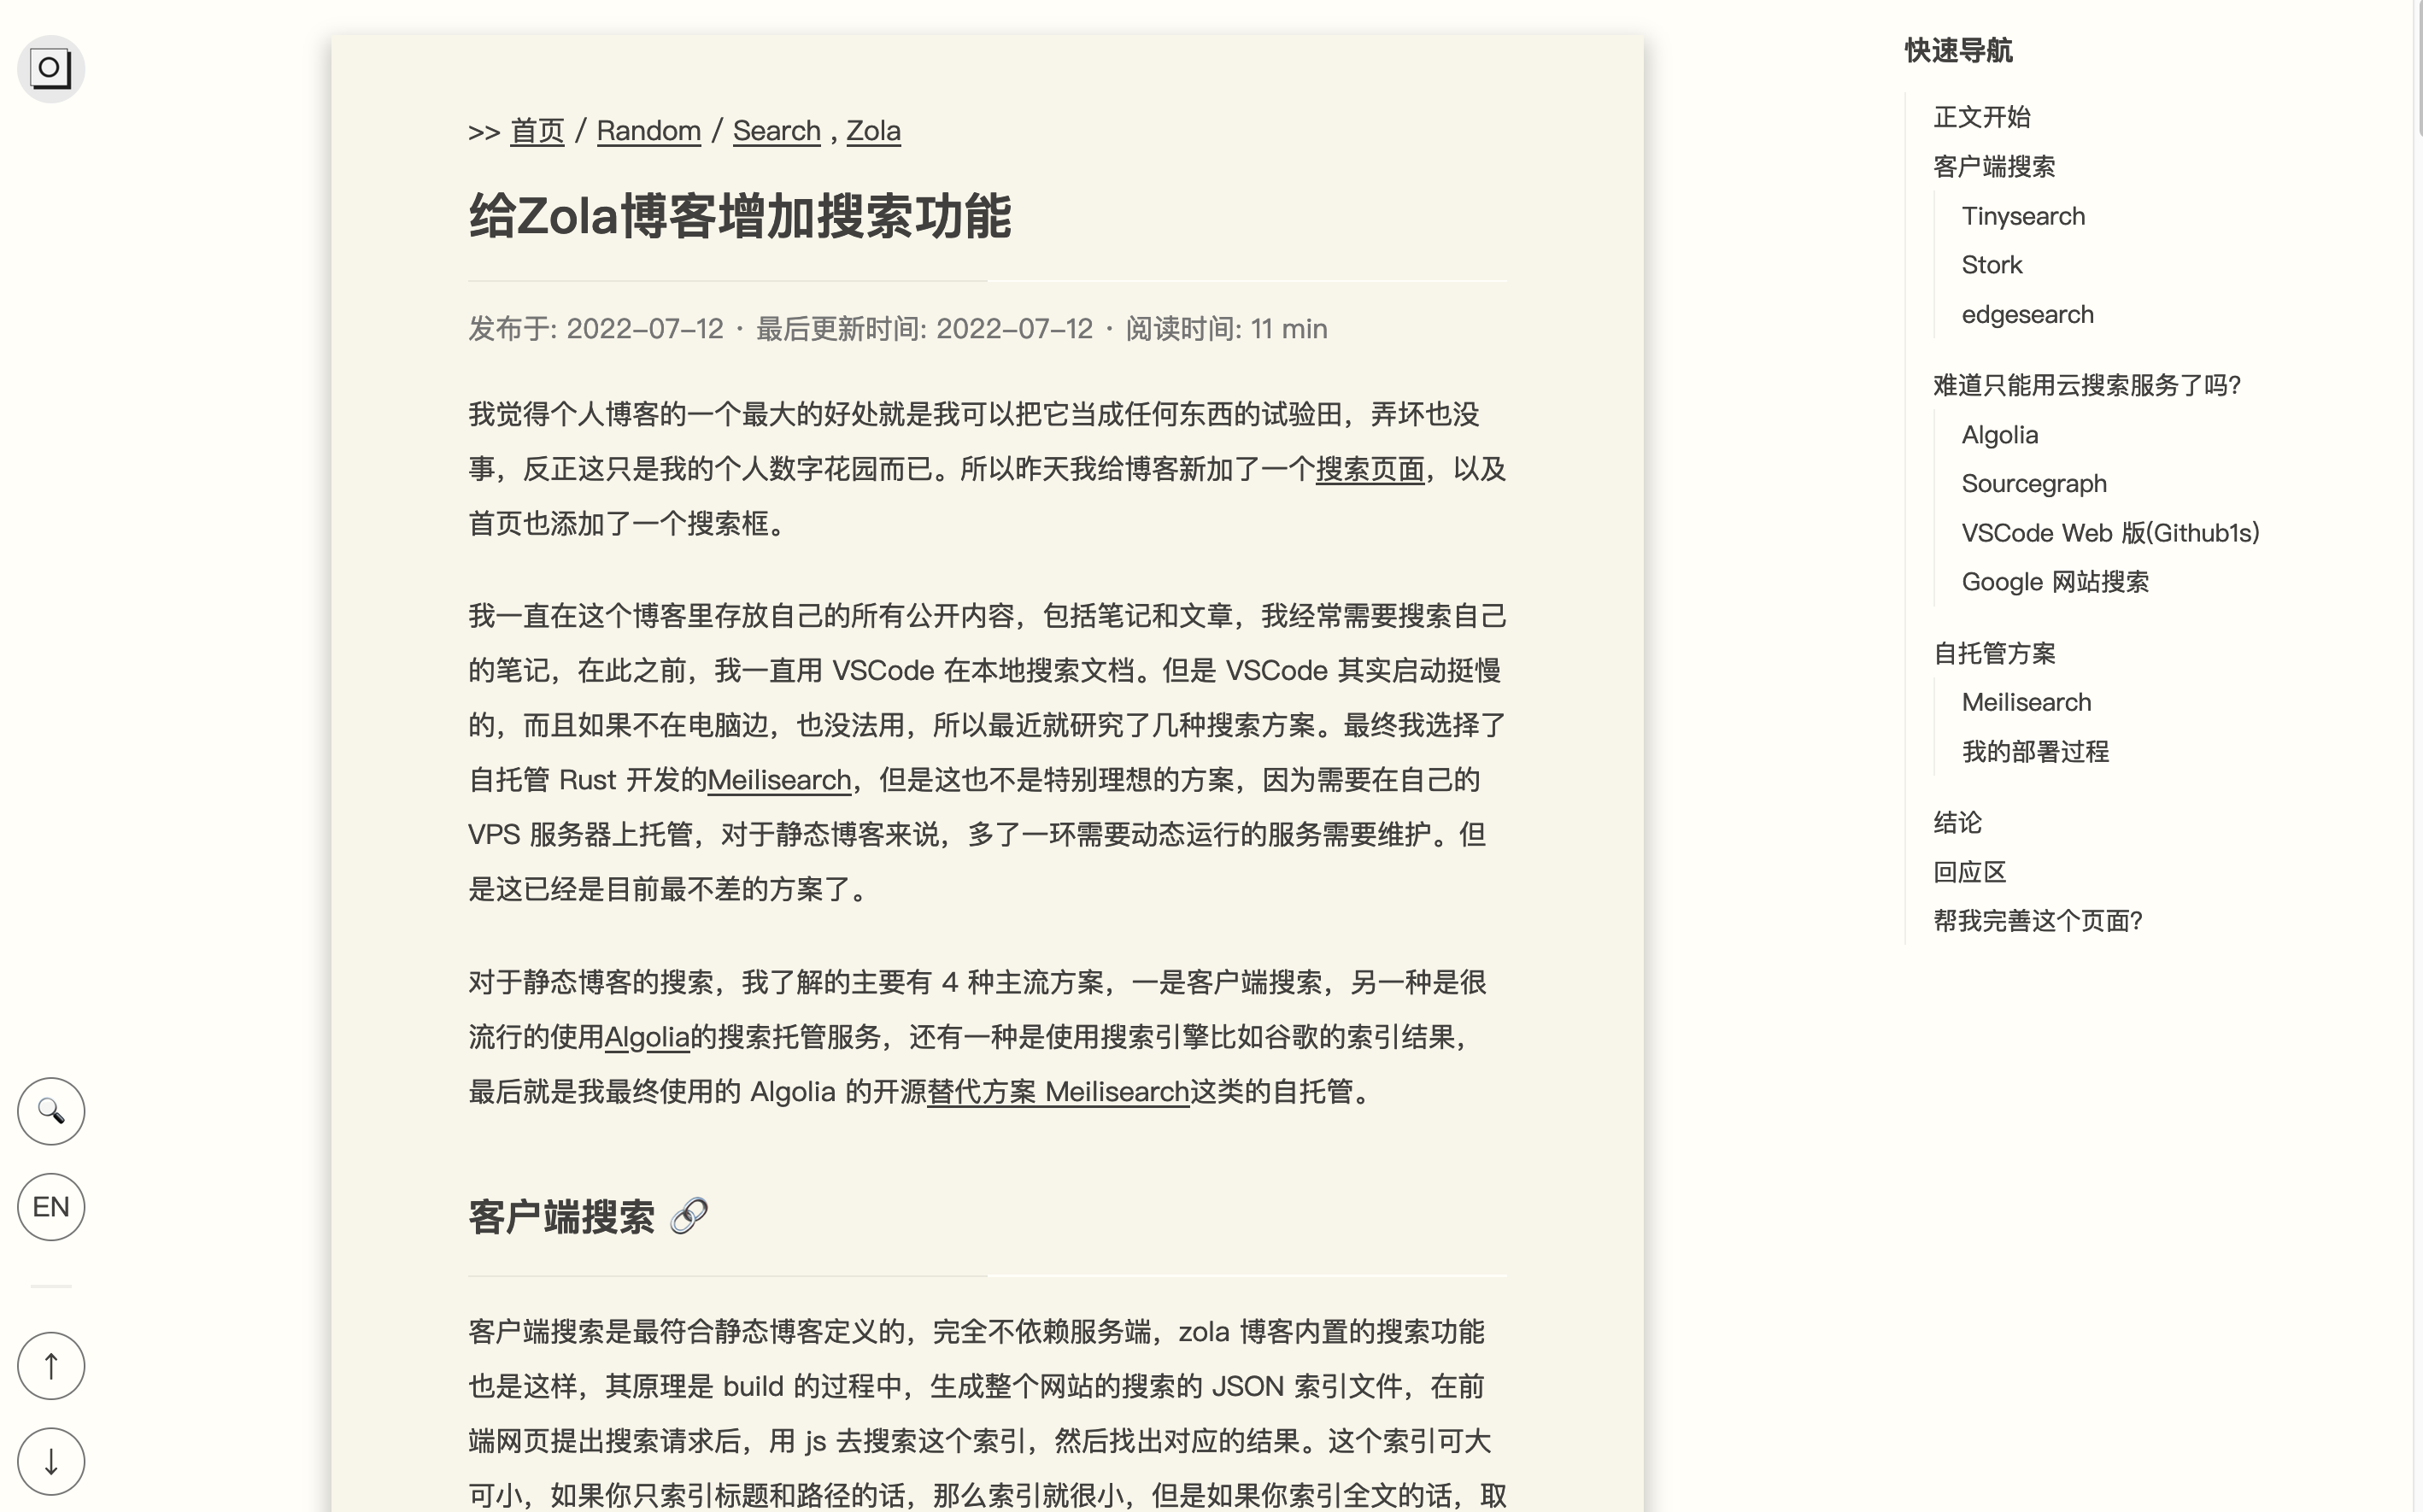 >> 首页 / Random / Search , Zola
给Zola博客增加搜索功能
发布于: 2022-07-12 · 最后更新时间: 2022-07-12 · 阅读时间: 11 min
我觉得个人博客的一个最大的好处就是我可以把它当成任何东西的试验田，弄坏也没
事，反正这只是我的个人数字花园而已。所以昨天我给博客新加了一个搜索页面，以及
首页也添加了一个搜索框。
我一直在这个博客里存放自己的所有公开内容，包括笔记和文章，我经常需要搜索自己
的笔记，在此之前，我一直用 VSCode 在本地搜索文档。但是 VSCode 其实启动挺慢
的，而且如果不在电脑边，也没法用，所以最近就研究了几种搜索方案。最终我选择了
自托管 Rust 开发的Meilisearch，但是这也不是特别理想的方案，因为需要在自己的
VPS 服务器上托管，对于静态博客来说，多了一环需要动态运行的服务需要维护。但
是这已经是目前最不差的方案了。
对于静态博客的搜索，我了解的主要有 4 种主流方案，一是客户端搜索，另一种是很
流行的使用Algolia的搜索托管服务，还有一种是使用搜索引擎比如谷歌的索引结果，
最后就是我最终使用的 Algolia 的开源替代方案 Meilisearch这类的自托管。
客户端搜索 🔗
客户端搜索是最符合静态博客定义的，完全不依赖服务端，zola 博客内置的搜索功能
也是这样，其原理是 build 的过程中，生成整个网站的搜索的 JSON 索引文件，在前
端网页提出搜索请求后，用 js 去搜索这个索引，然后找出对应的结果。这个索引可大
可小，如果你只索引标题和路径的话，那么索引就很小，但是如果你索引全文的话，取
快速导航
正文开始
客户端搜索
Tinysearch
Stork
edgesearch
难道只能用云搜索服务了吗?
Algolia
Sourcegraph
VSCode Web 版(Github1s)
Google 网站搜索
自托管方案
Meilisearch
我的部署过程
结论
回应区
帮我完善这个页面?
EN
↑
↓